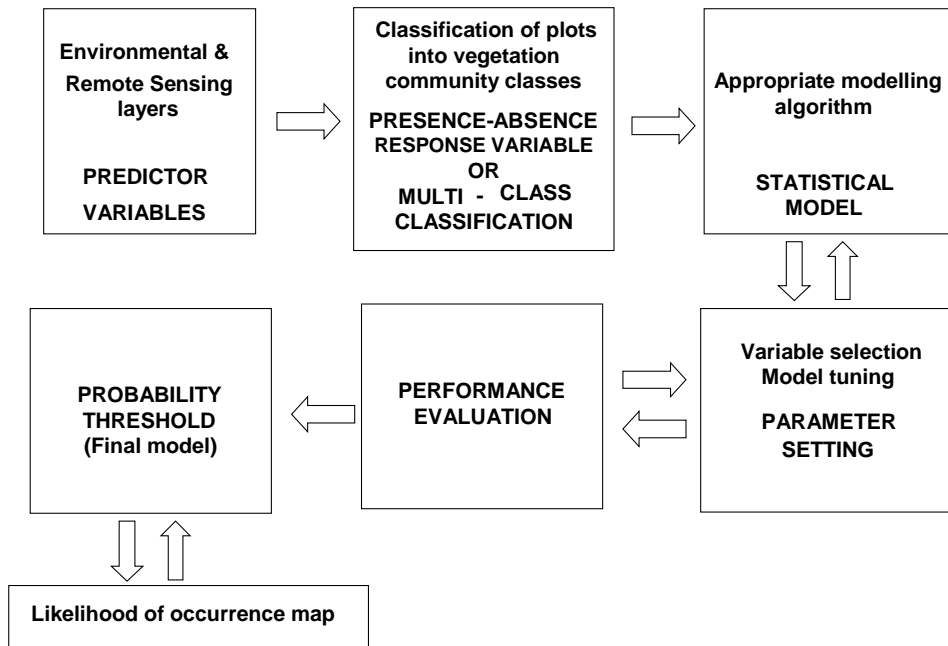 Environmental &
Remote Sensing
layers
PREDICTOR
VARIABLES
Classification of plots
into vegetation
community classes
PRESENCE-ABSENCE
RESPONSE VARIABLE
OR
MULTI - CLASS
CLASSIFICATION
Appropriate modelling
algorithm
STATISTICAL
MODEL
Variable selection
Model tuning
PARAMETER
SETTING
PERFORMANCE
EVALUATION
PROBABILITY
THRESHOLD
(Final model)
Likelihood of occurrence map